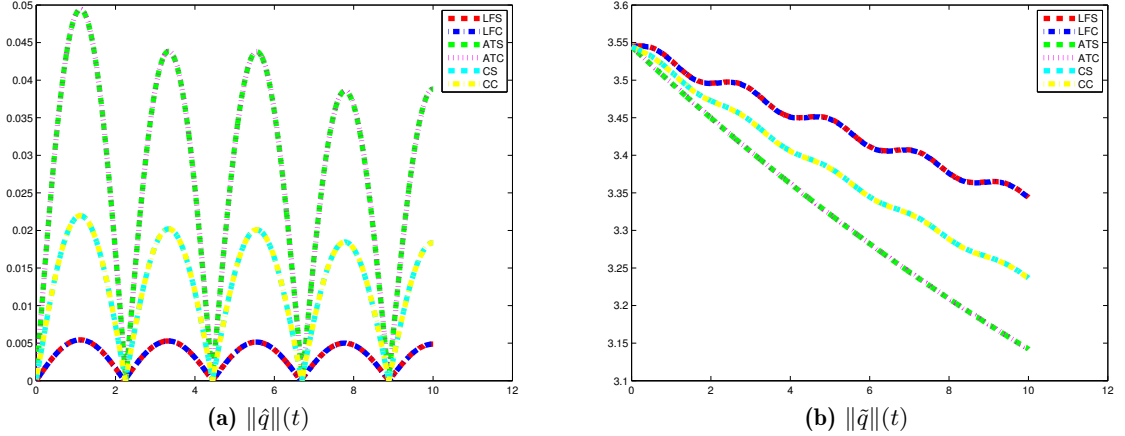 0.05
0.045
0.04
0.035
0.03
0.025
0.02
0.015
0.01
0.005
0
0 2 4 6 8 10 12
LFS
LFC
ATS
ATC
CS
CC
(a) ‖q̂‖(t)
3.6
3.55
3.5
3.45
3.4
3.35
3.3
3.25
3.2
3.15
3.1
0 2 4 6 8 10 12
LFS
LFC
ATS
ATC
CS
CC
(b) ‖q̃‖(t)